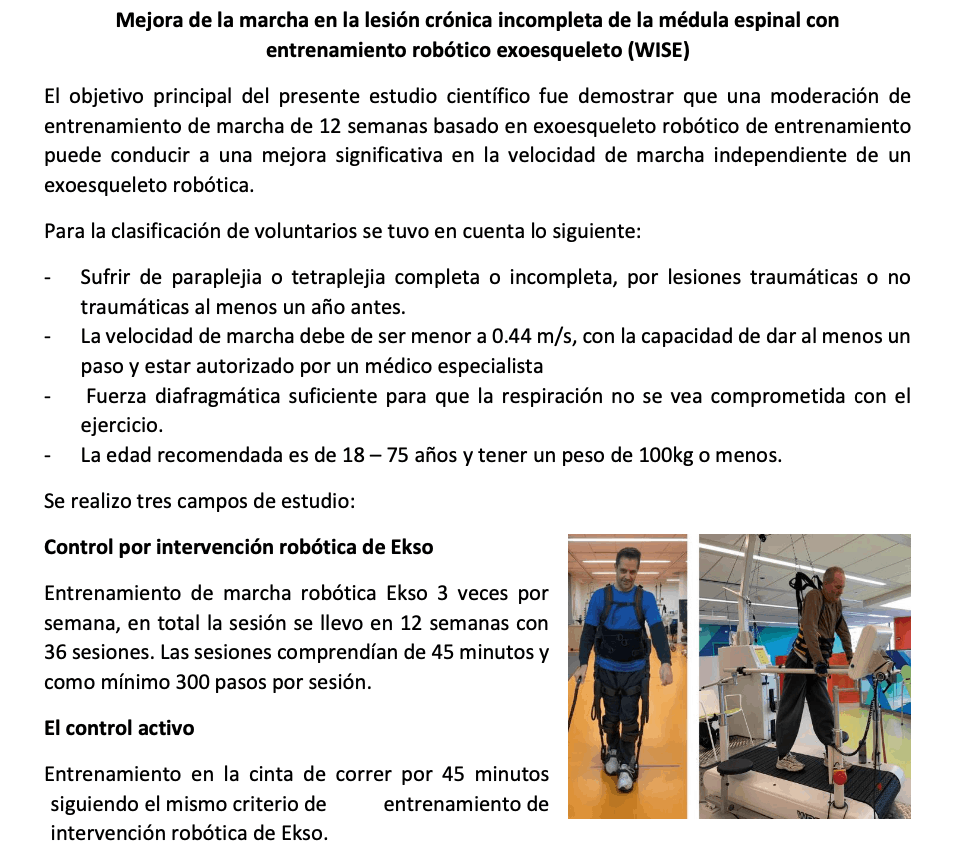 Mejora de la marcha en la lesión crónica incompleta de la médula espinal con
entrenamiento robótico exoesqueleto (WISE)
El objetivo principal del presente estudio científico fue demostrar que una moderación de
entrenamiento de marcha de 12 semanas basado en exoesqueleto robótico de entrenamiento
puede conducir a una mejora significativa en la velocidad de marcha independiente de un
exoesqueleto robótica.
Para la clasificación de voluntarios se tuvo en cuenta lo siguiente:
- Sufrir de paraplejia o tetraplejia completa o incompleta, por lesiones traumáticas o no
traumáticas al menos un año antes.
- La velocidad de marcha debe de ser menor a 0.44 m/s, con la capacidad de dar al menos un
paso y estar autorizado por un médico especialista
- Fuerza diafragmática suficiente para que la respiración no se vea comprometida con el
ejercicio.
- La edad recomendada es de 18 – 75 años y tener un peso de 100kg o menos.
Se realizo tres campos de estudio:
Control por intervención robótica de Ekso
Entrenamiento de marcha robótica Ekso 3 veces por
semana, en total la sesión se llevo en 12 semanas con
36 sesiones. Las sesiones comprendían de 45 minutos y
como mínimo 300 pasos por sesión.
El control activo
Entrenamiento en la cinta de correr por 45 minutos
siguiendo el mismo criterio de entrenamiento de
intervención robótica de Ekso.